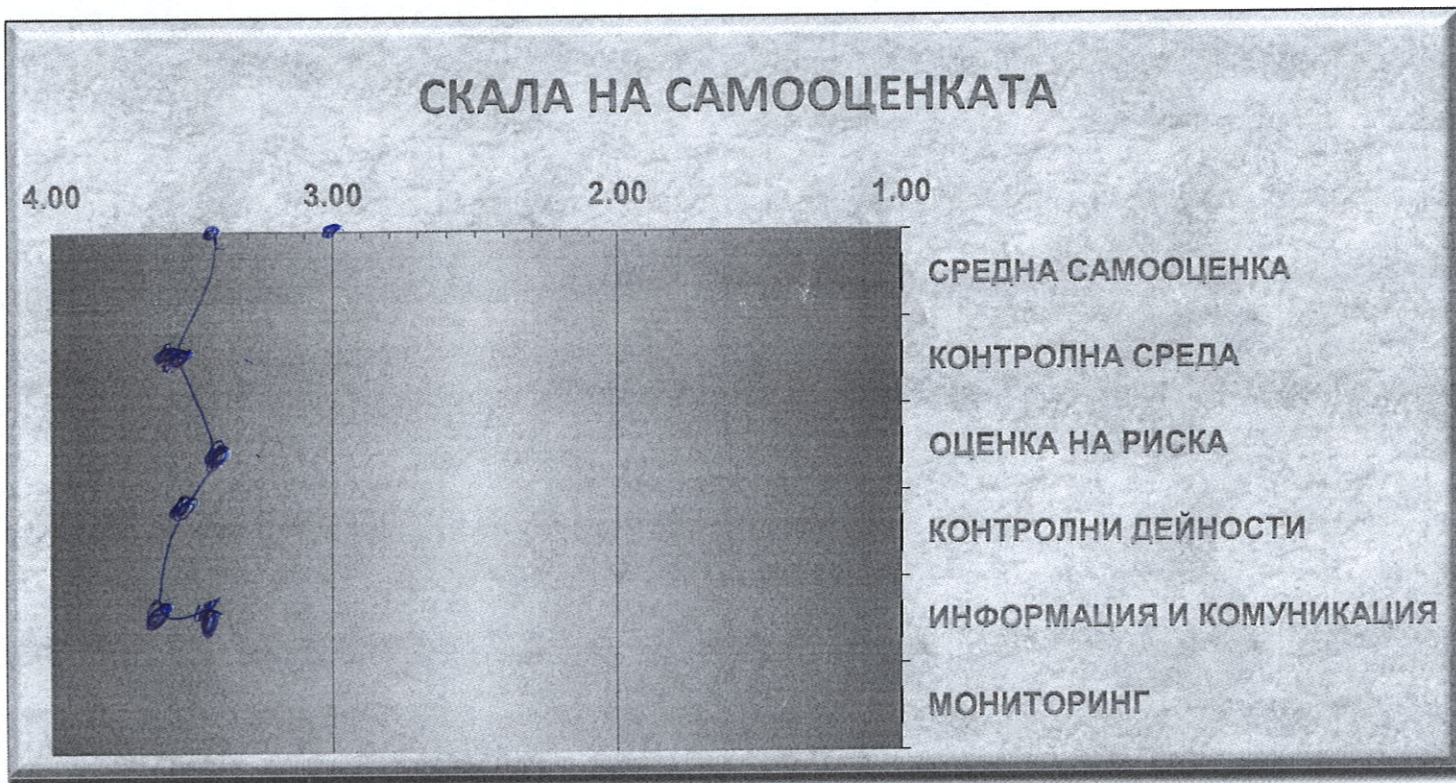 СКАЛА НА САМООЦЕНКАТА
4.00 3.00 2.00 1.00
СРЕДНА САМООЦЕНКА
КОНТРОЛНА СРЕДА
ОЦЕНКА НА РИСКА
КОНТРОЛНИ ДЕЙНОСТИ
ИНФОРМАЦИЯ И КОМУНИКАЦИЯ
МОНИТОРИНГ